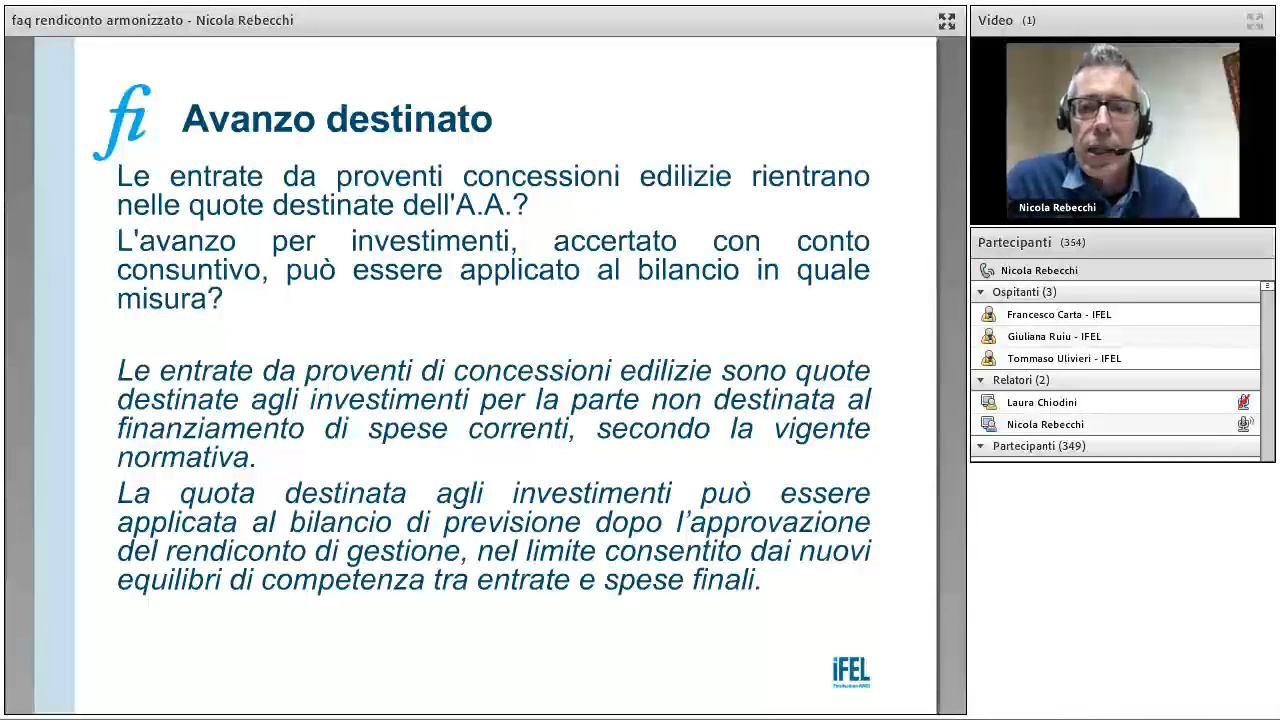 faq rendiconto armonizzato - Nicola Rebecchi
fi
Avanzo destinato
Le entrate da proventi concessioni edilizie rientrano
nelle quote destinate dell'A.A.?
L'avanzo per investimenti, accertato con conto
consuntivo, può essere applicato al bilancio in quale
misura?
Le entrate da proventi di concessioni edilizie sono quote
destinate agli investimenti per la parte non destinata al
finanziamento di spese correnti, secondo la vigente
normativa.
La quota destinata agli investimenti può essere
applicata al bilancio di previsione dopo l’approvazione
del rendiconto di gestione, nel limite consentito dai nuovi
equilibri di competenza tra entrate e spese finali.
iFEL
Fondazione ANCI
Video (1)
Nicola Rebecchi
Partecipanti (354)
Nicola Rebecchi
Ospitanti (3)
Francesco Carta - IFEL
Giuliana Ruiu - IFEL
Tommaso Ulivieri - IFEL
Relatori (2)
Laura Chiodini
Nicola Rebecchi
Partecipanti (349)